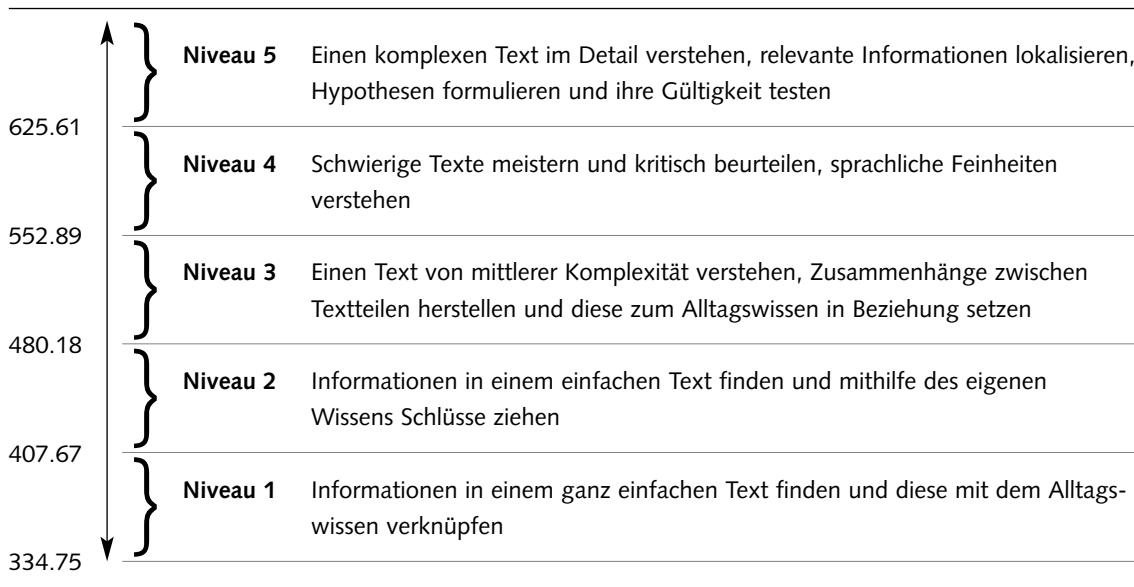 Niveau 5 Einen komplexen Text im Detail verstehen, relevante Informationen lokalisieren,
Hypothesen formulieren und ihre Gültigkeit testen
625.61
Niveau 4 Schwierige Texte meistern und kritisch beurteilen, sprachliche Feinheiten
verstehen
552.89
Niveau 3 Einen Text von mittlerer Komplexität verstehen, Zusammenhänge zwischen
Textteilen herstellen und diese zum Alltagswissen in Beziehung setzen
480.18
Niveau 2 Informationen in einem einfachen Text finden und mithilfe des eigenen
Wissens Schlüsse ziehen
407.67
Niveau 1 Informationen in einem ganz einfachen Text finden und diese mit dem Alltags-
wissen verknüpfen
334.75